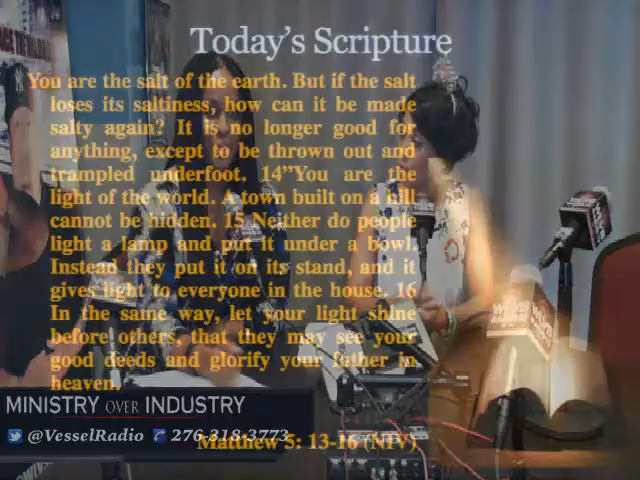 Today's Scripture
You are the salt of the earth. But if the salt
loses its saltiness, how can it be made
salty again? It is no longer good for
anything, except to be thrown out and
trampled underfoot. 14"You are the
light of the world. A town built on a hill
cannot be hidden. 15 Neither do people
light a lamp and put it under a bowl.
Instead they put it on its stand, and it
gives light to everyone in the house. 16
In the same way, let your light shine
before others, that they may see your
good deeds and glorify your father in
heaven.
MINISTRY OVER INDUSTRY
@VesselRadio 276-318-3773
Matthew 5: 13-16 (NIV)